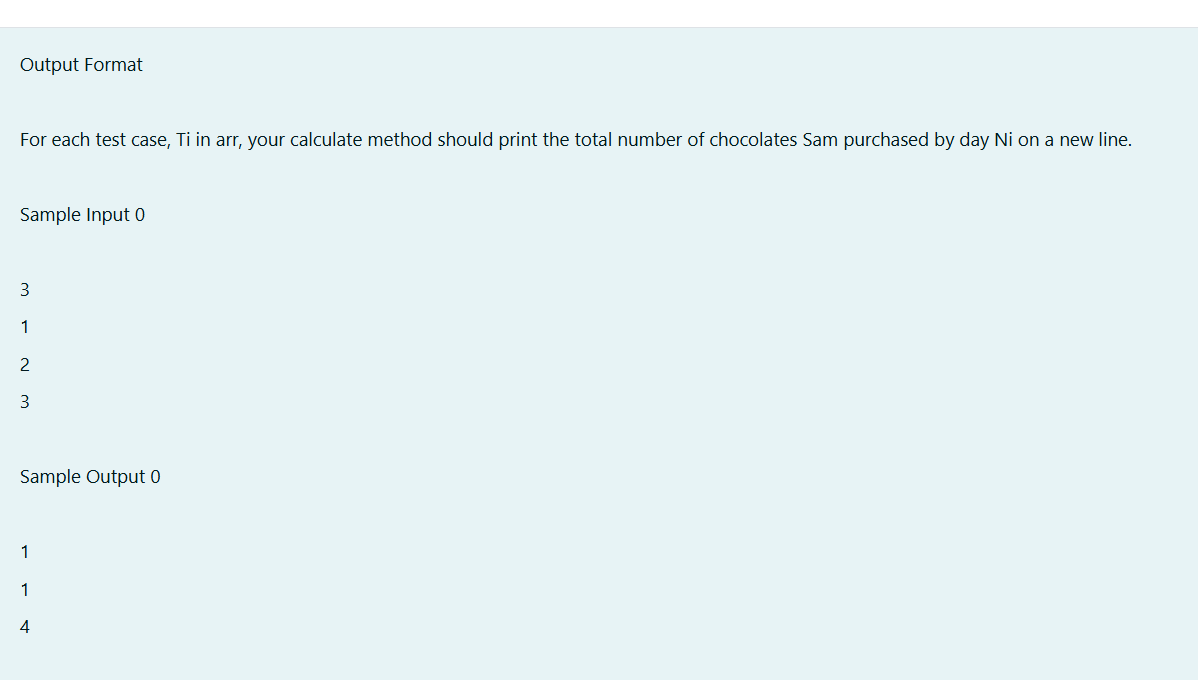 Output Format
For each test case, Ti in arr, your calculate method should print the total number of chocolates Sam purchased by day Ni on a new line.
Sample Input 0
3
1
2
3
Sample Output 0
1
1
4